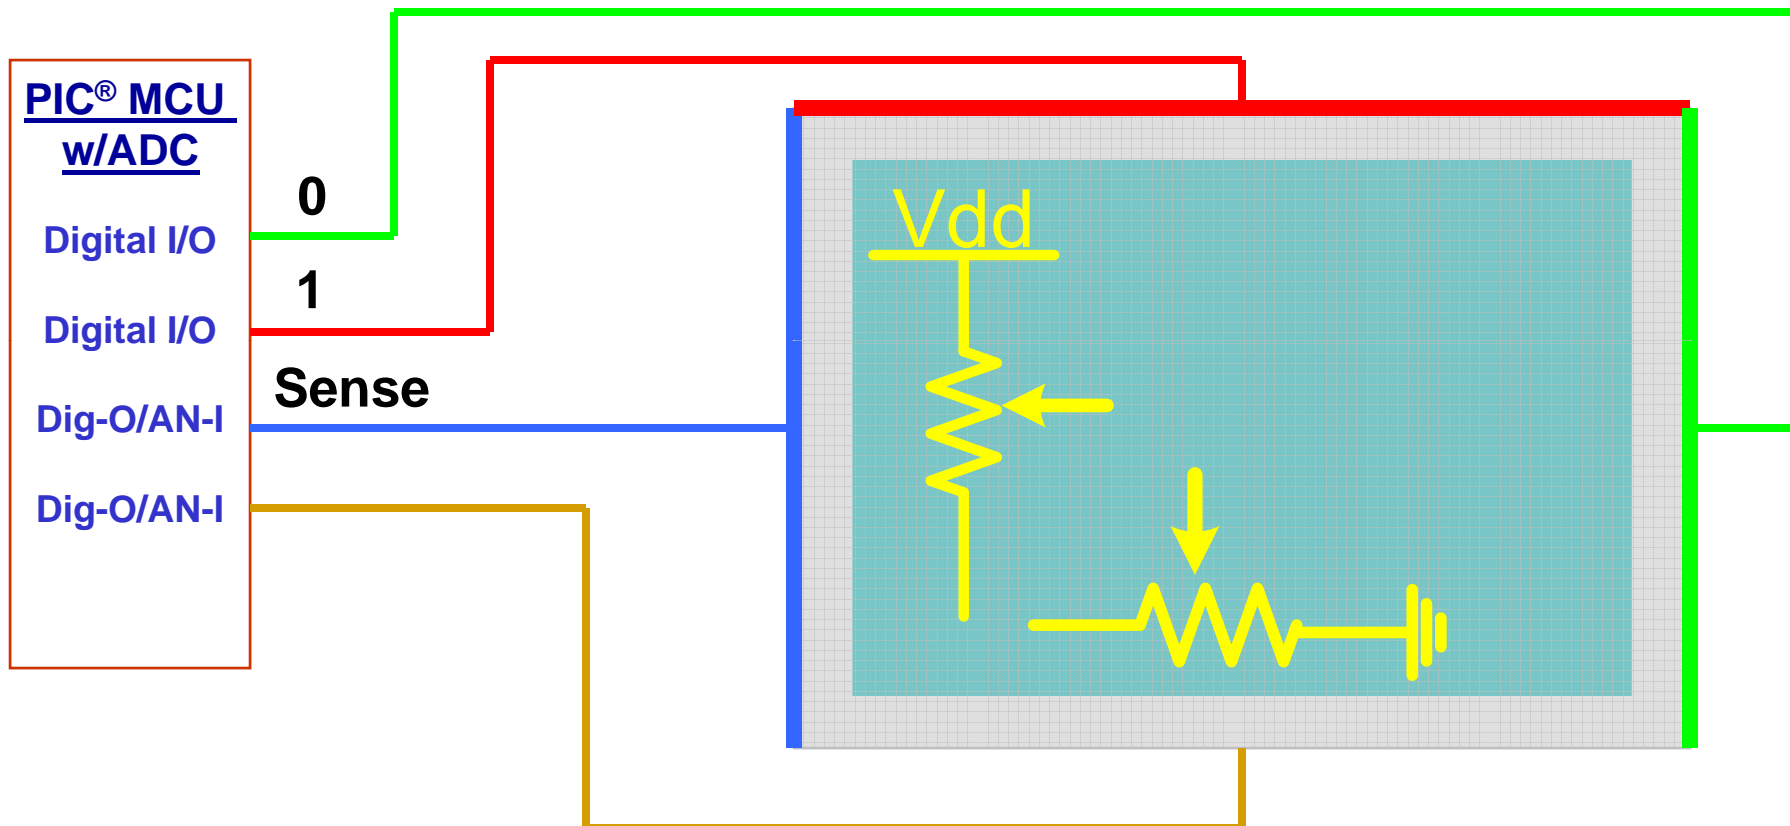 PIC® MCU
w/ADC
0
Digital I/O
1
Digital I/O
Sense
Dig-O/AN-I
Dig-O/AN-I
Vdd